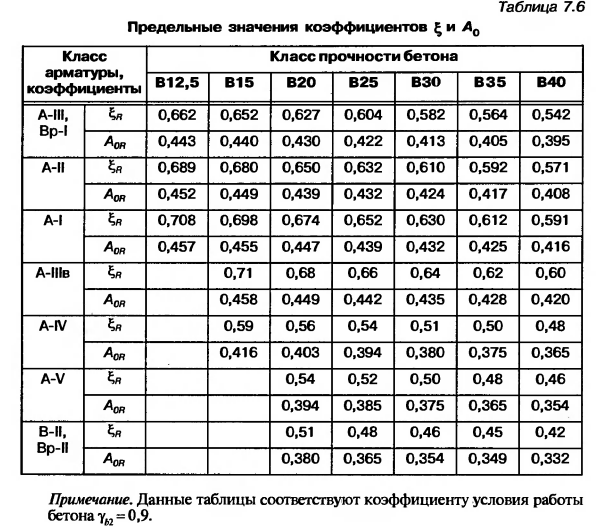 Таблица 7.6
Предельные значения коэффициентов ξ и A₀
Класс арматуры, коэффициенты Класс прочности бетона
B12,5 B15 B20 B25 B30 B35 B40
A-III, Bp-I ξR 0,662 0,652 0,627 0,604 0,582 0,564 0,542
A0R 0,443 0,440 0,430 0,422 0,413 0,405 0,395
A-II ξR 0,689 0,680 0,650 0,632 0,610 0,592 0,571
A0R 0,452 0,449 0,439 0,432 0,424 0,417 0,408
A-I ξR 0,708 0,698 0,674 0,652 0,630 0,612 0,591
A0R 0,457 0,455 0,447 0,439 0,432 0,425 0,416
A-IIIв ξR 0,71 0,68 0,66 0,64 0,62 0,60
A0R 0,458 0,449 0,442 0,435 0,428 0,420
A-IV ξR 0,59 0,56 0,54 0,51 0,50 0,48
A0R 0,416 0,403 0,394 0,380 0,375 0,365
A-V ξR 0,54 0,52 0,50 0,48 0,46
A0R 0,394 0,385 0,375 0,365 0,354
B-II, Bp-II ξR 0,51 0,48 0,46 0,45 0,42
A0R 0,380 0,365 0,354 0,349 0,332
Примечание. Данные таблицы соответствуют коэффициенту условия работы
бетона γb2 = 0,9.